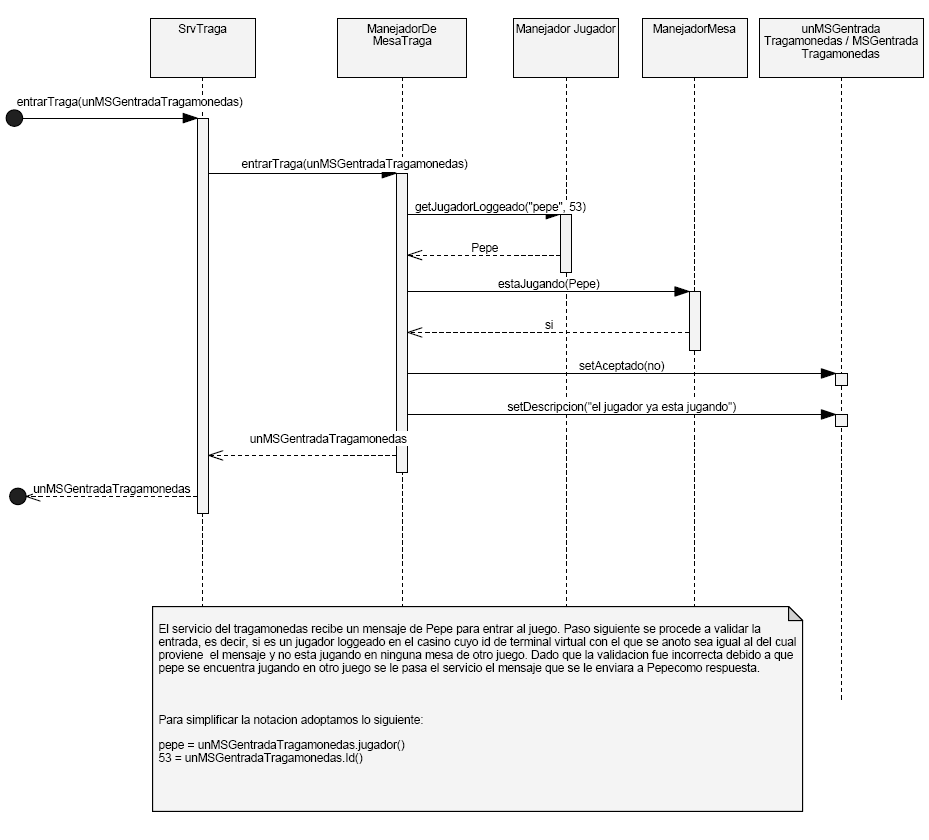 SrvTraga
ManejadorDe
MesaTraga
Manejador Jugador
ManejadorMesa
unMSGentrada
Tragamonedas / MSGentrada
Tragamonedas
entrarTraga(unMSGentradaTragamonedas)
entrarTraga(unMSGentradaTragamonedas)
getJugadorLoggeado("pepe", 53)
Pepe
estaJugando(Pepe)
si
setAceptado(no)
setDescripcion("el jugador ya esta jugando")
unMSGentradaTragamonedas
unMSGentradaTragamonedas
El servicio del tragamonedas recibe un mensaje de Pepe para entrar al juego. Paso siguiente se procede a validar la
entrada, es decir, si es un jugador loggeado en el casino cuyo id de terminal virtual con el que se anoto sea igual al del cual
proviene el mensaje y no esta jugando en ninguna mesa de otro juego. Dado que la validacion fue incorrecta debido a que
pepe se encuentra jugando en otro juego se le pasa el servicio el mensaje que se le enviara a Pepecomo respuesta.
Para simplificar la notacion adoptamos lo siguiente:
pepe = unMSGentradaTragamonedas.jugador()
53 = unMSGentradaTragamonedas.Id()